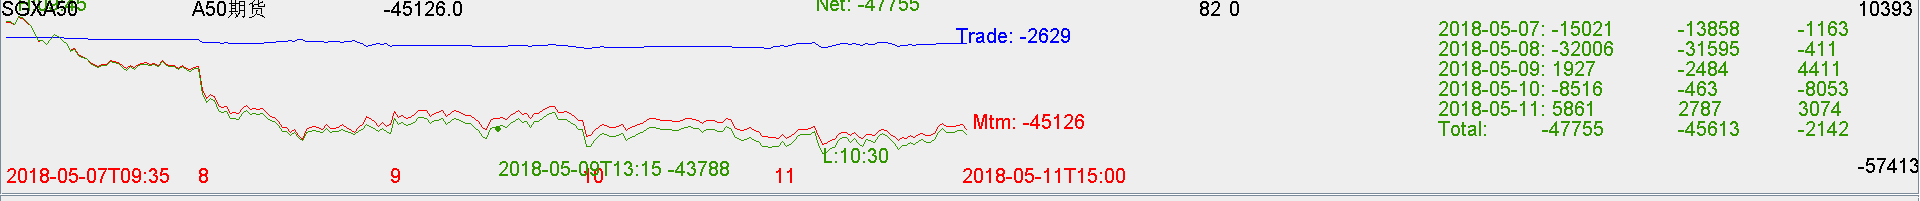 SGXA50 A50期货 -45126.0 Net: -47755 82 0 10393
Trade: -2629
2018-05-07: -15021 -13858 -1163
2018-05-08: -32006 -31595 -411
2018-05-09: 1927 -2484 4411
2018-05-10: -8516 -463 -8053
2018-05-11: 5861 2787 3074
Total: -47755 -45613 -2142
Mtm: -45126
L:10:30
2018-05-09T13:15 -43788
-57413
2018-05-07T09:35 8 9 10 11 2018-05-11T15:00